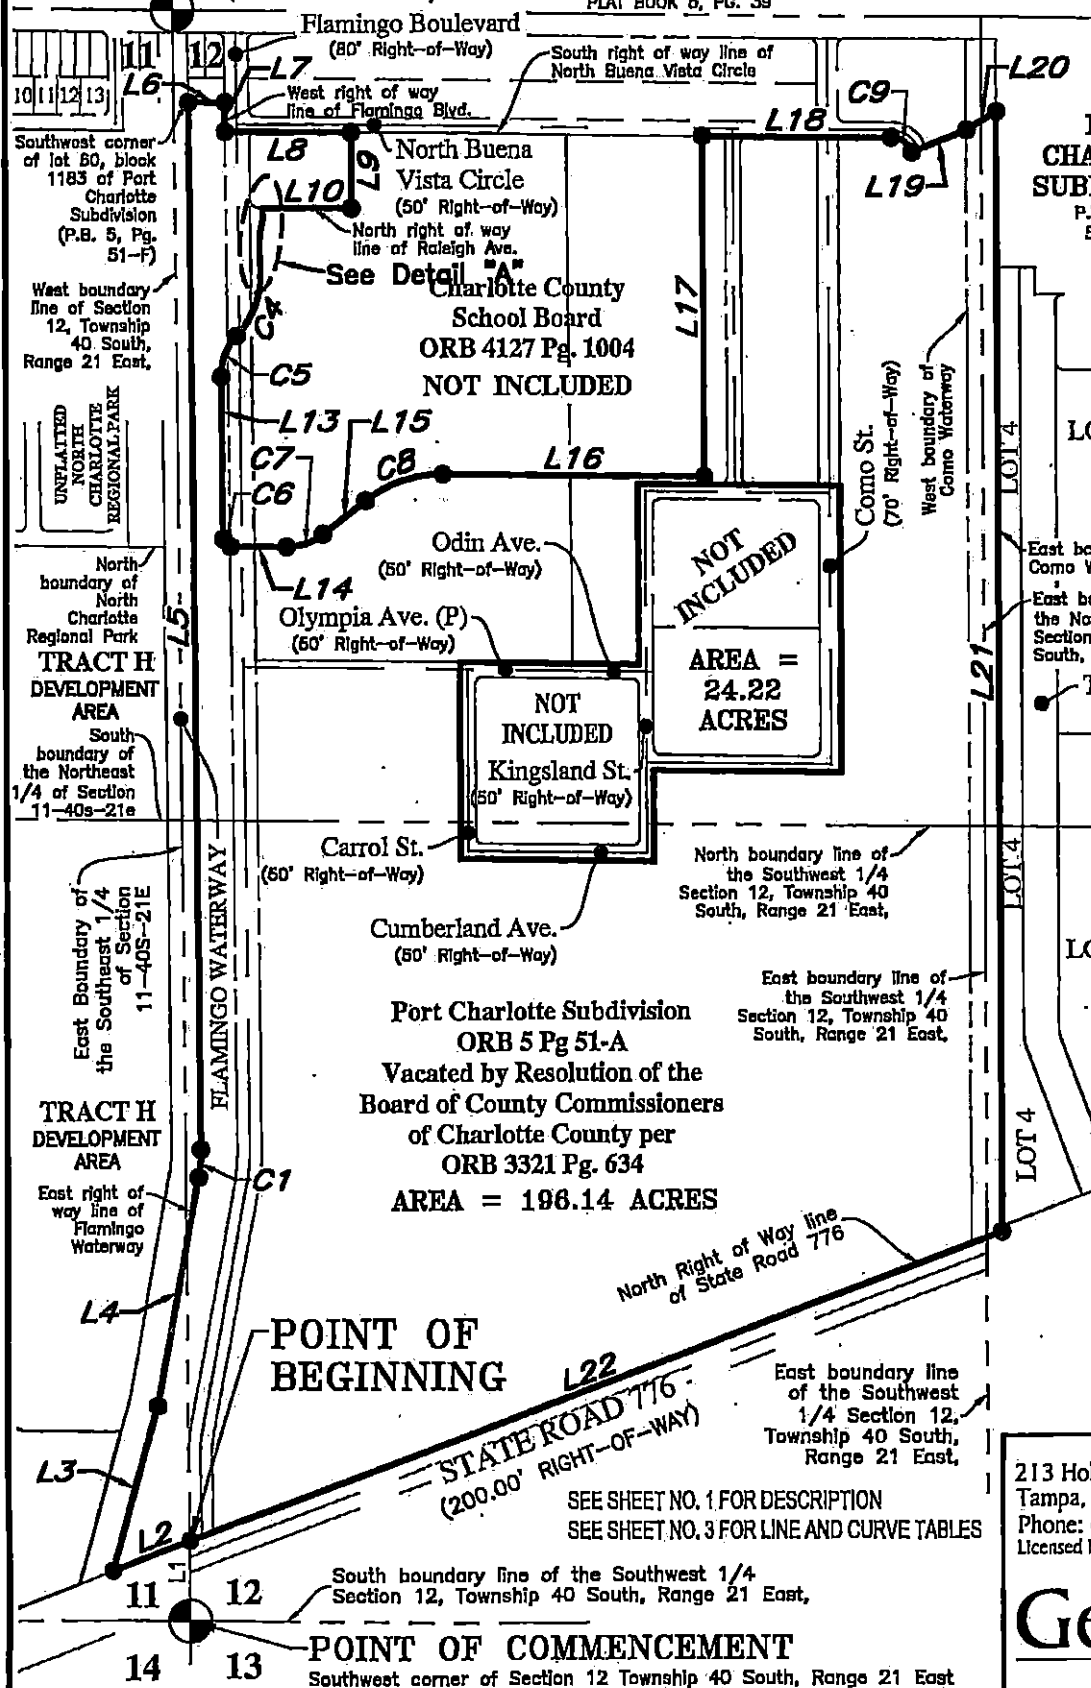 PLAT BOOK 8, PG. 39
Flamingo Boulevard
(80' Right-of-Way)
11
12
10 11 12 13
L6
L7
South right of way line of
North Buena Vista Circle
L20
C9
West right of way
line of Flamingo Blvd.
L18
L8
L19
Southwest corner
of lot 60, block
1183 of Port
Charlotte
Subdivision
(P.B. 5, Pg.
51-F)
L9
North Buena
Vista Circle
(50' Right-of-Way)
L10
North right of way
line of Raleigh Ave.
See Detail "A"
CHA
SUB
P.
West boundary
line of Section
12, Township
40 South,
Range 21 East,
C4
Charlotte County
School Board
ORB 4127 Pg. 1004
NOT INCLUDED
L17
C5
L13
L15
C7
C8
L16
C6
L14
UNPLATTED
NORTH
CHARLOTTE
REGIONAL PARK
Como St.
(70' Right-of-Way)
West boundary of
Como Waterway
LOT 4
LO
Odin Ave.
(50' Right-of-Way)
NOT
INCLUDED
East bo
Como W
East b
the No
Section
South,
North
boundary of
North
Charlotte
Regional Park
L5
Olympia Ave. (P)
(50' Right-of-Way)
TRACT H
DEVELOPMENT
AREA
AREA =
24.22
ACRES
NOT
INCLUDED
L21
South
boundary of
the Northeast
1/4 of Section
11-40s-21e
Kingsland St.
(50' Right-of-Way)
Carrol St.
(50' Right-of-Way)
North boundary line of
the Southwest 1/4
Section 12, Township 40
South, Range 21 East,
LOT 4
LO
East Boundary of
the Southeast 1/4
of Section
11-40S-21E
FLAMINGO WATERWAY
Cumberland Ave.
(50' Right-of-Way)
East boundary line of
the Southwest 1/4
Section 12, Township 40
South, Range 21 East,
Port Charlotte Subdivision
ORB 5 Pg 51-A
Vacated by Resolution of the
Board of County Commissioners
of Charlotte County per
ORB 3321 Pg. 634
AREA = 196.14 ACRES
TRACT H
DEVELOPMENT
AREA
C1
LOT 4
East right of
way line of
Flamingo
Waterway
North Right of Way line
of State Road 776
L4
POINT OF
BEGINNING
L22
STATE ROAD 776
(200.00' RIGHT-OF-WAY)
East boundary line
of the Southwest
1/4 Section 12,
Township 40 South,
Range 21 East,
L3
SEE SHEET NO. 1 FOR DESCRIPTION
SEE SHEET NO. 3 FOR LINE AND CURVE TABLES
213 Ho
Tampa,
Phone:
Licensed
L2
L1
11
12
South boundary line of the Southwest 1/4
Section 12, Township 40 South, Range 21 East,
Ge
14
13
POINT OF COMMENCEMENT
Southwest corner of Section 12 Township 40 South, Range 21 East